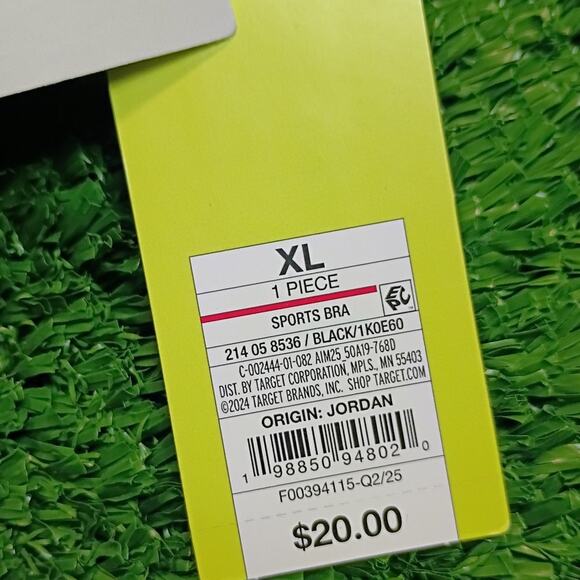 XL
1 PIECE
EPC
SPORTS BRA
214 05 8536 / BLACK/1K0E60
C-002444-01-082 AIM25_50A19-768D
DIST. BY TARGET CORPORATION, MPLS., MN 55403
©2024 TARGET BRANDS, INC. SHOP TARGET.COM
ORIGIN: JORDAN
1 98850 94802 0
F00394115-Q2/25
$20.00